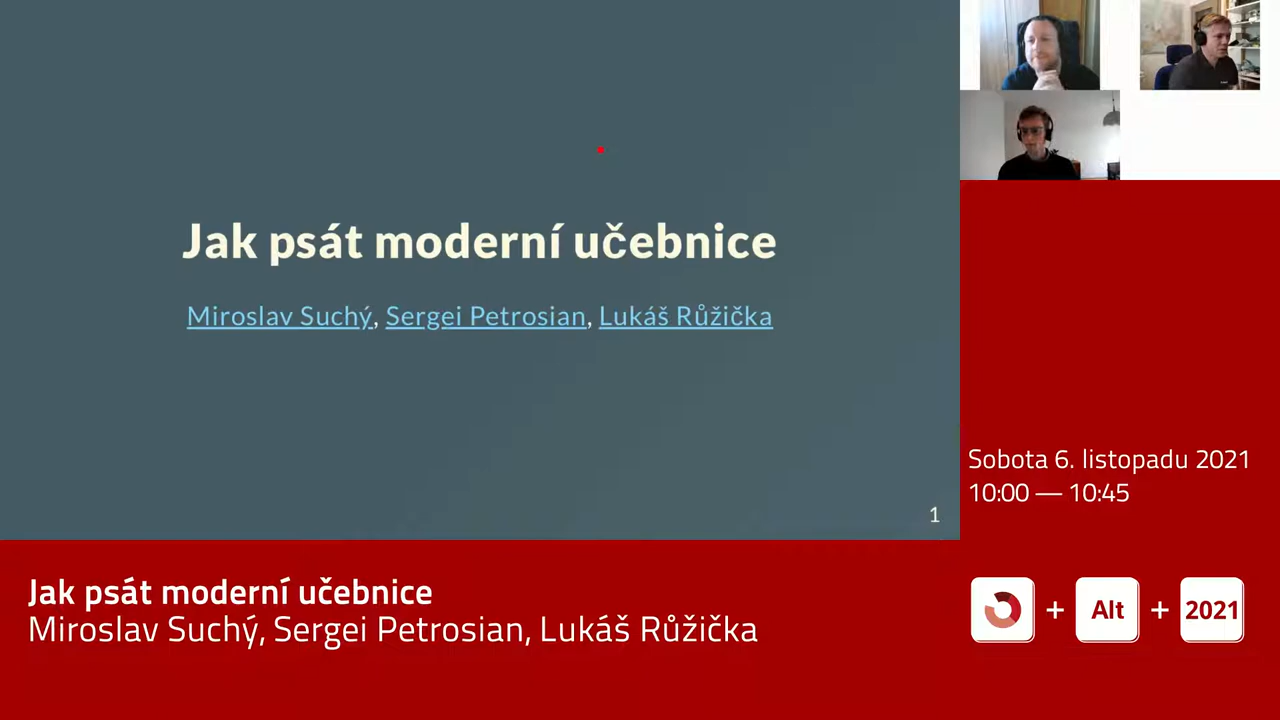 Jak psát moderní učebnice
Miroslav Suchý, Sergei Petrosian, Lukáš Růžička
1
Sobota 6. listopadu 2021
10:00 — 10:45
Jak psát moderní učebnice
Miroslav Suchý, Sergei Petrosian, Lukáš Růžička
+ Alt + 2021